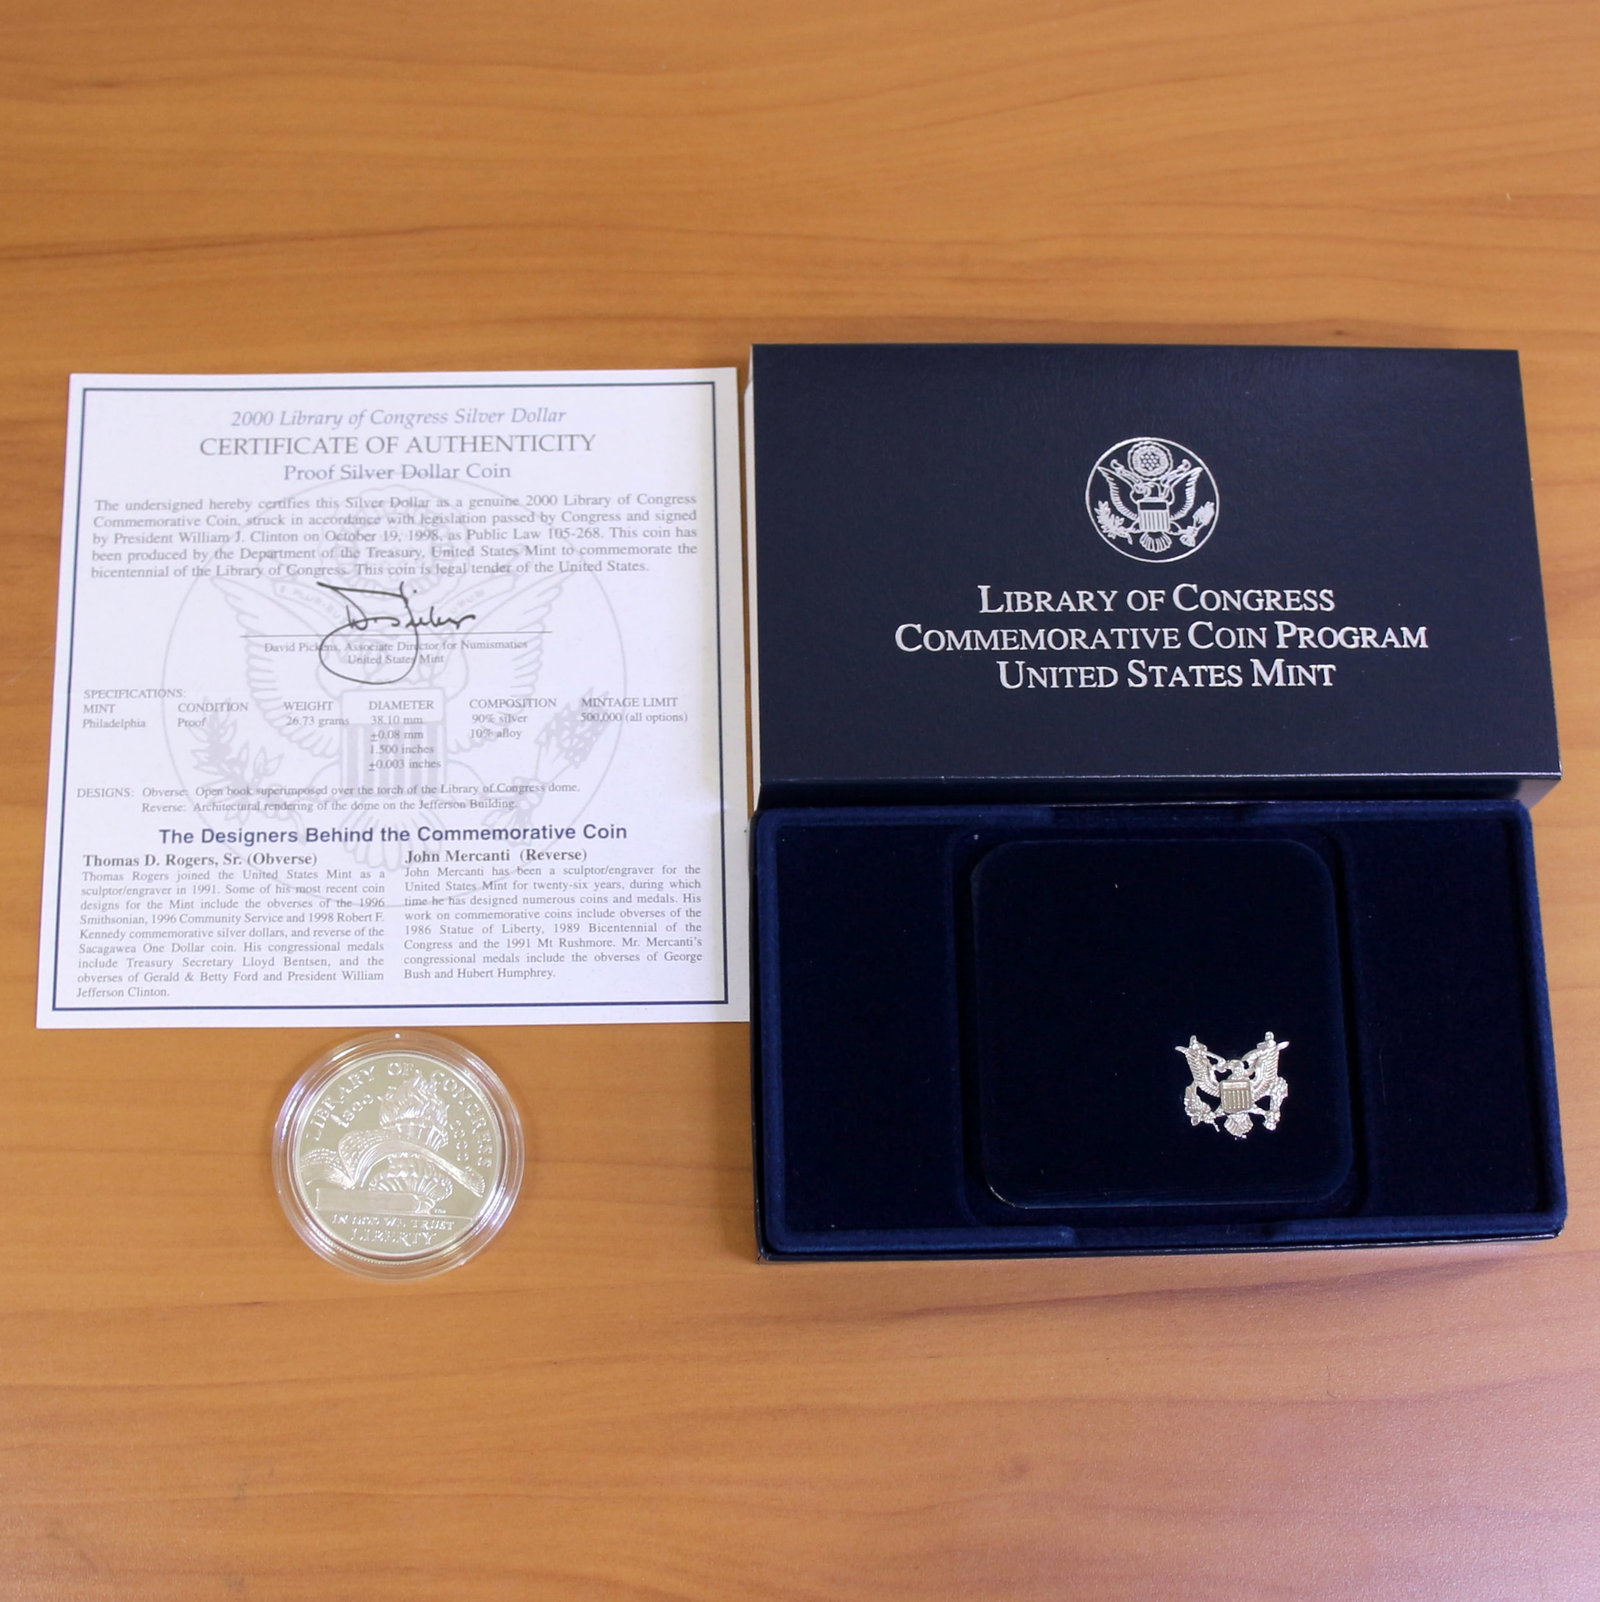 2000 Library of Congress Silver Dollar
CERTIFICATE OF AUTHENTICITY
Proof Silver Dollar Coin
The undersigned hereby certifies this Silver Dollar as a genuine 2000 Library of Congress
Commemorative Coin, struck in accordance with legislation passed by Congress and signed
by President William J. Clinton on October 19, 1998, as Public Law 105-268. This coin has
been produced by the Department of the Treasury, United States Mint to commemorate the
bicentennial of the Library of Congress. This coin is legal tender of the United States.
David Pickens, Associate Director for Numismatics
United States Mint
SPECIFICATIONS:
MINT CONDITION WEIGHT DIAMETER COMPOSITION MINTAGE LIMIT
Philadelphia Proof 26.73 grams 38.10 mm 90% silver 500,000 (all options)
±0.08 mm 10% alloy
1.500 inches
±0.003 inches
DESIGNS: Obverse: Open book superimposed over the torch of the Library of Congress dome.
Reverse: Architectural rendering of the dome on the Jefferson Building.
The Designers Behind the Commemorative Coin
Thomas D. Rogers, Sr. (Obverse)
Thomas Rogers joined the United States Mint as a
sculptor/engraver in 1991. Some of his most recent coin
designs for the Mint include the obverses of the 1996
Smithsonian, 1996 Community Service and 1998 Robert F.
Kennedy commemorative silver dollars, and reverse of the
Sacagawea One Dollar coin. His congressional medals
include Treasury Secretary Lloyd Bentsen, and the
obverses of Gerald & Betty Ford and President William
Jefferson Clinton.
John Mercanti (Reverse)
John Mercanti has been a sculptor/engraver for the
United States Mint for twenty-six years, during which
time he has designed numerous coins and medals. His
work on commemorative coins include obverses of the
1986 Statue of Liberty, 1989 Bicentennial of the
Congress and the 1991 Mt Rushmore. Mr. Mercanti's
congressional medals include the obverses of George
Bush and Hubert Humphrey.
LIBRARY OF CONGRESS
COMMEMORATIVE COIN PROGRAM
UNITED STATES MINT
LIBRARY OF CONGRESS
1800
2000
IN GOD WE TRUST
LIBERTY